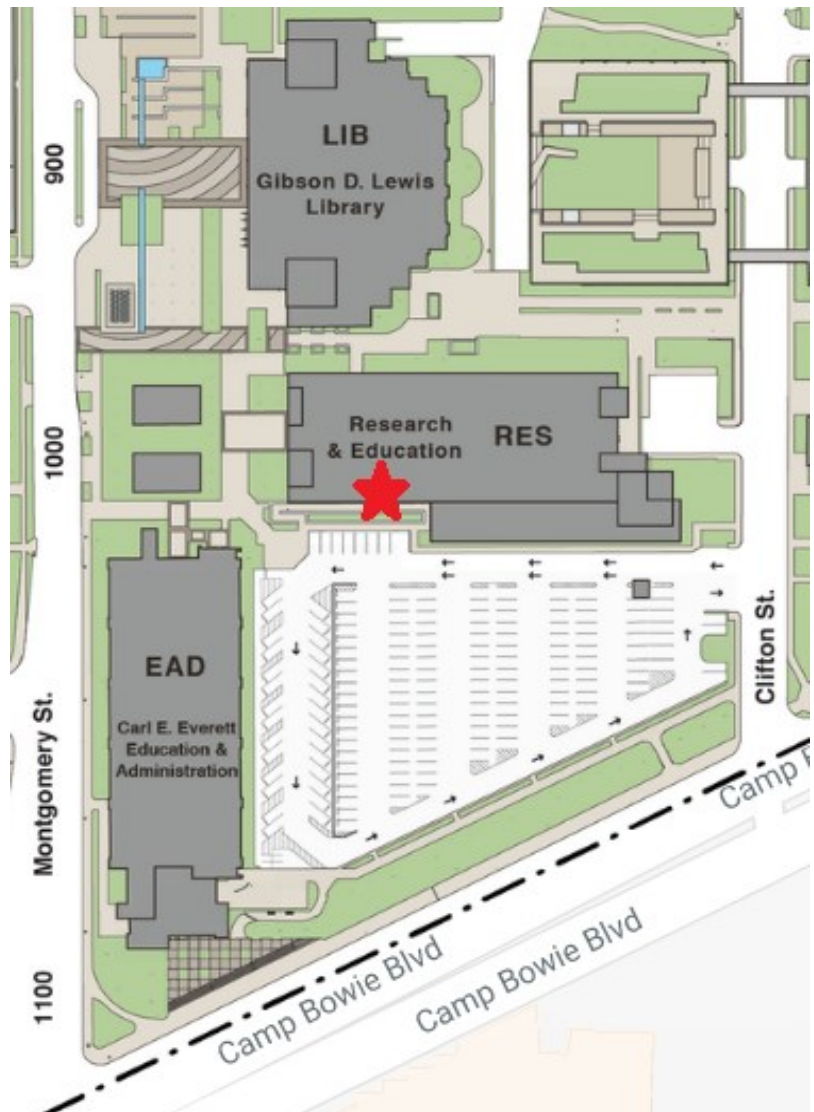 LIB
Gibson D. Lewis
Library
900
Research
& Education
RES
1000
EAD
Carl E. Everett
Education &
Administration
Montgomery St.
Clifton St.
1100
Camp Bowie Blvd
Camp Bowie Blvd
Camp